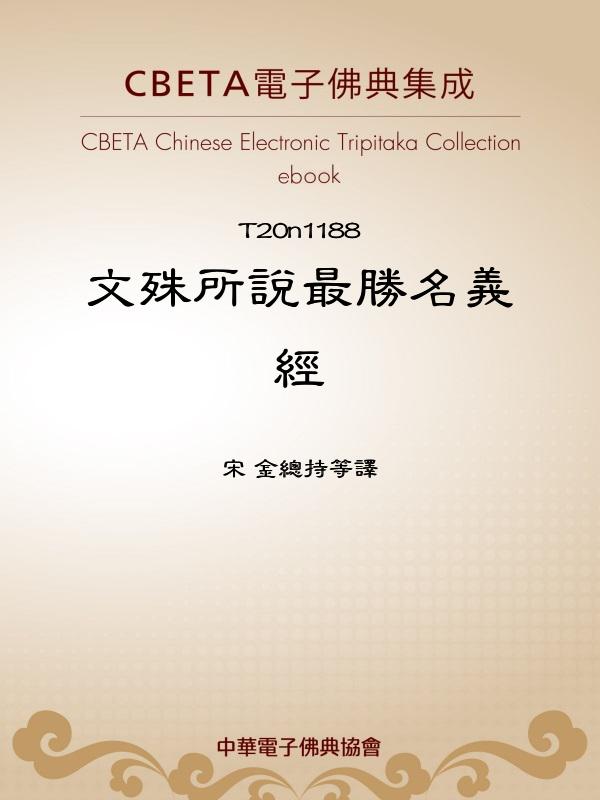 CBETA電子佛典集成
CBETA Chinese Electronic Tripitaka Collection
ebook
T20n1188
文殊所說最勝名義
經
宋 金總持等譯
中華電子佛典協會